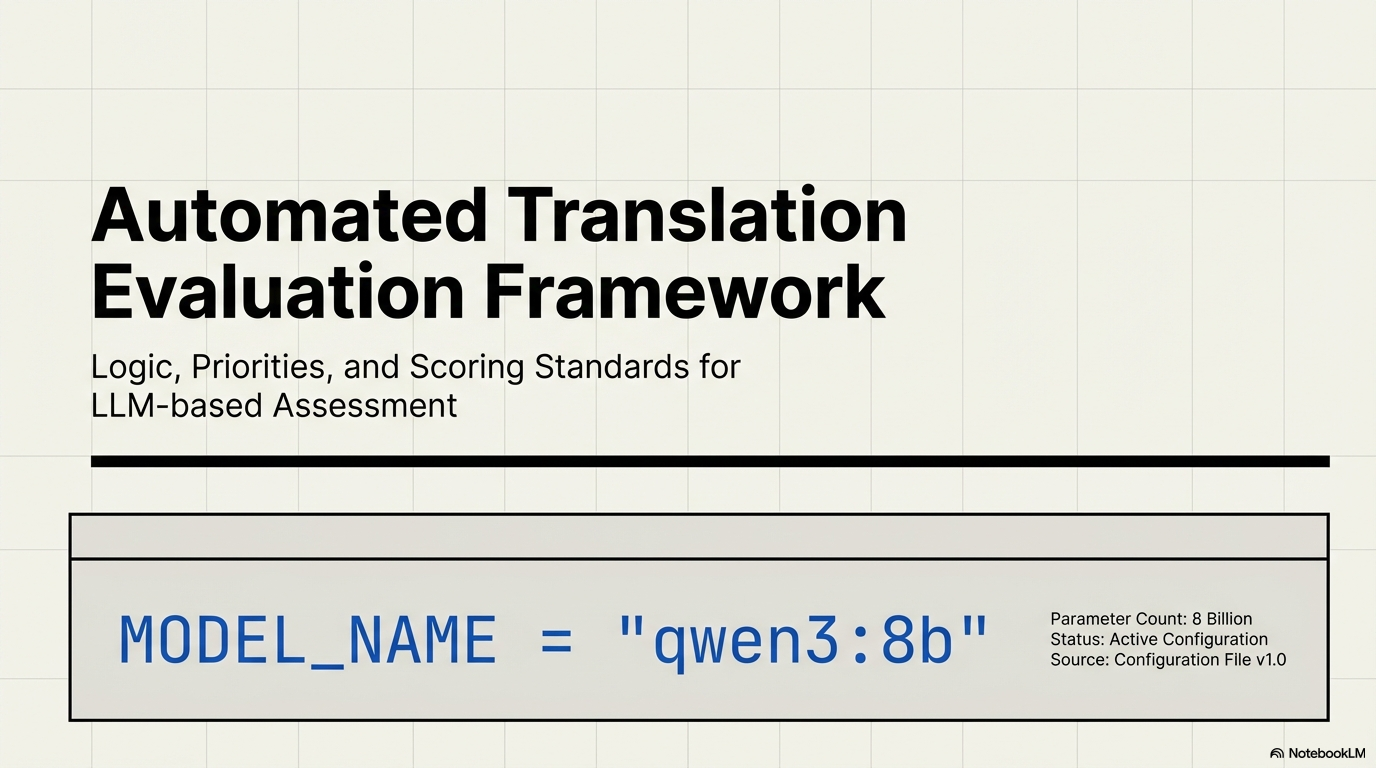 Automated Translation
Evaluation Framework
Logic, Priorities, and Scoring Standards for
LLM-based Assessment
MODEL_NAME = "qwen3:8b"
Parameter Count: 8 Billion
Status: Active Configuration
Source: Configuration File v1.0
NotebookLM